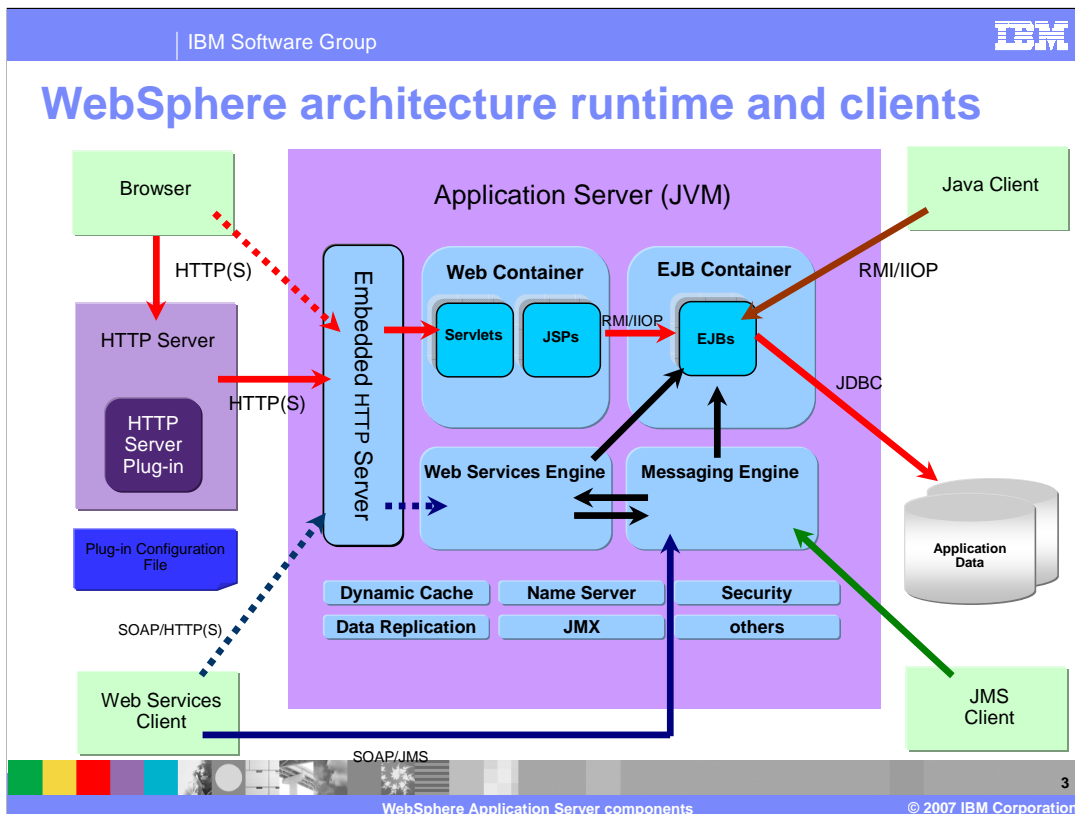 IBM Software Group
IBM
WebSphere architecture runtime and clients
Browser
Application Server (JVM)
Java Client
HTTP(S)
RMI/IIOP
Embedded HTTP Server
Web Container
Servlets
JSPs
RMI/IIOP
EJB Container
EJBs
HTTP Server
HTTP(S)
HTTP
Server
Plug-in
JDBC
Web Services Engine
Messaging Engine
Plug-in Configuration
File
Application
Data
Dynamic Cache
Name Server
Security
Data Replication
JMX
others
SOAP/HTTP(S)
Web Services
Client
JMS
Client
SOAP/JMS
3
WebSphere Application Server components
© 2007 IBM Corporation